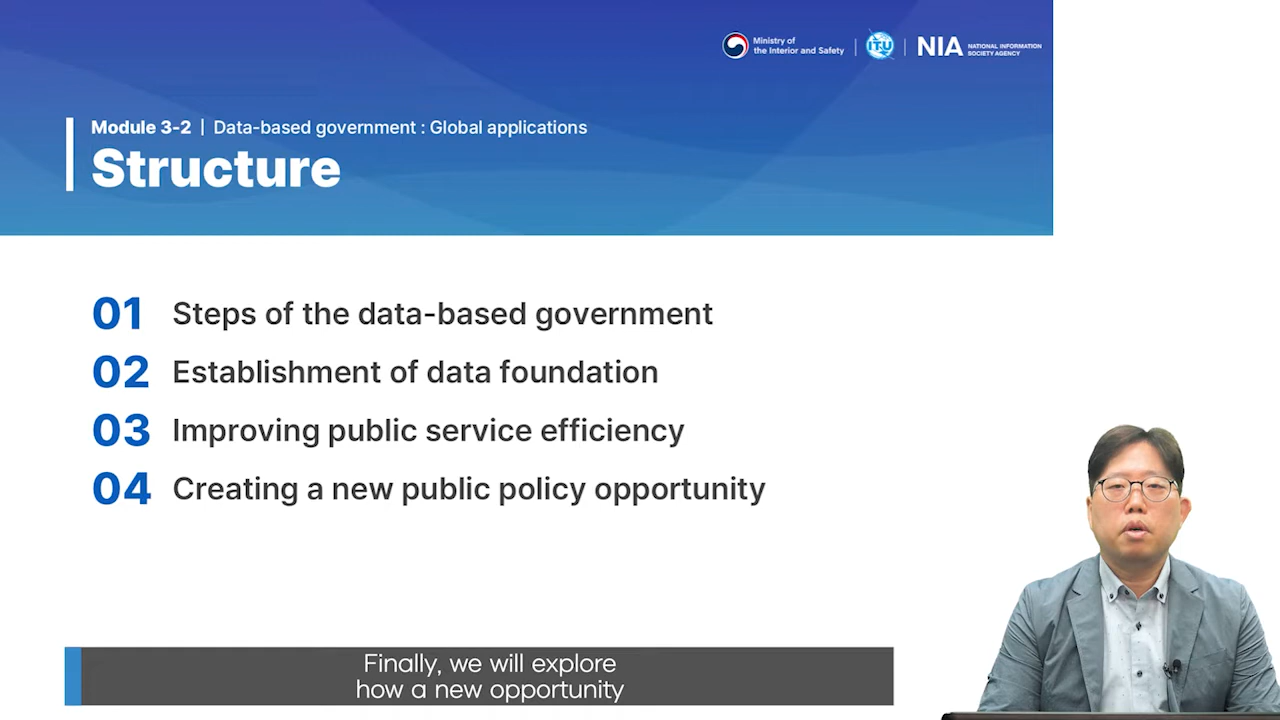 Ministry of
the Interior and Safety
ITU
NIA
NATIONAL INFORMATION
SOCIETY AGENCY
Module 3-2 | Data-based government : Global applications
Structure
01 Steps of the data-based government
02 Establishment of data foundation
03 Improving public service efficiency
04 Creating a new public policy opportunity
Finally, we will explore
how a new opportunity